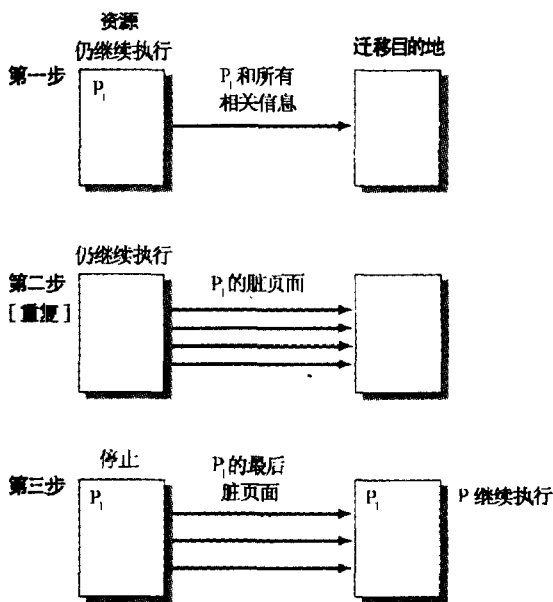 资源
仍继续执行
迁移目的地
第一步
P₁
P₁和所有
相关信息
仍继续执行
第二步
[重复]
P₁的脏页面
停止
P₁的最后
脏页面
第三步
P₁
P₁
P继续执行